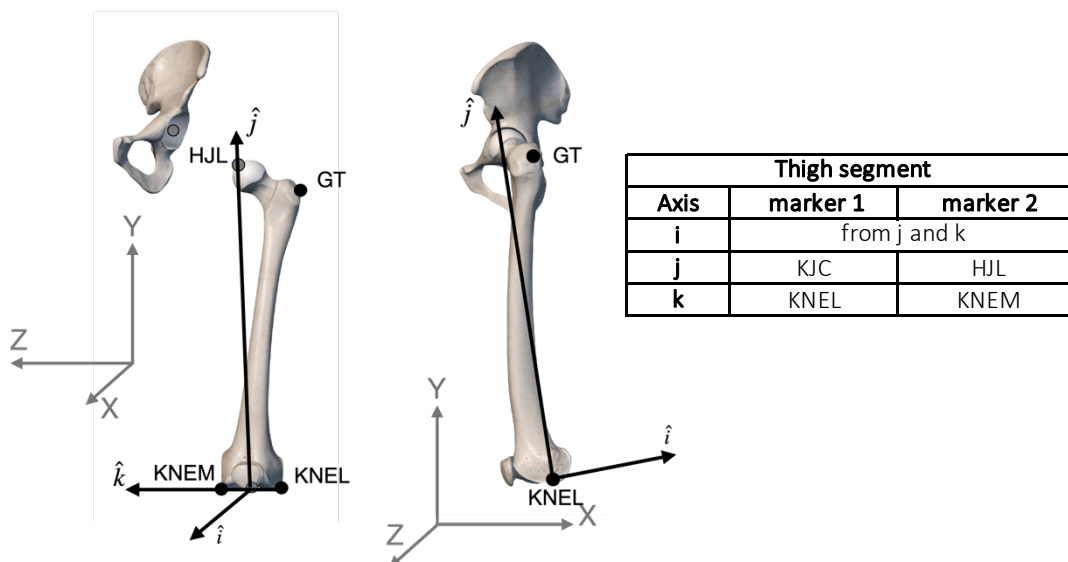 ĵ
HJL
GT
Y
Z
X
k̂
KNEM
KNEL
î
ĵ
GT
î
Y
KNEL
X
Z
Thigh segment
Axis marker 1 marker 2
i from j and k
j KJC HJL
k KNEL KNEM